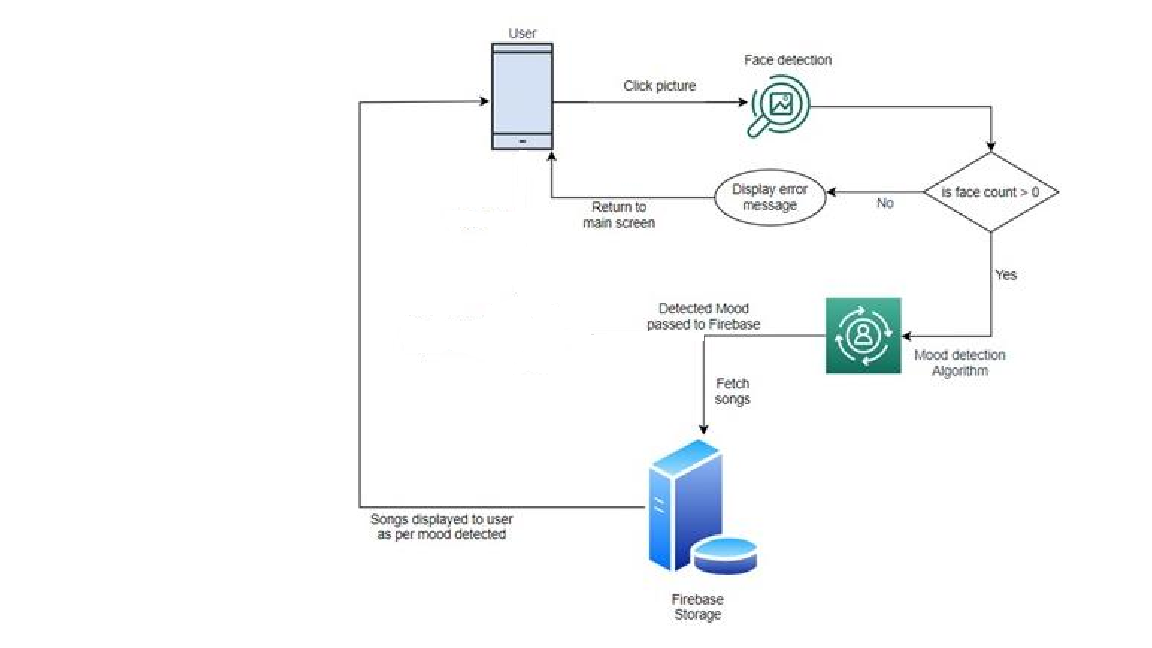 User
Face detection
Click picture
is face count > 0
Display error
message
No
Return to
main screen
Yes
Detected Mood
passed to Firebase
Mood detection
Algorithm
Fetch
songs
Songs displayed to user
as per mood detected
Firebase
Storage